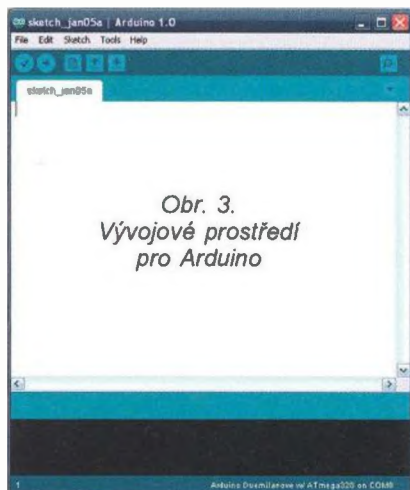 sketch_jan05a | Arduino 1.0
File Edit Sketch Tools Help
sketch_jan05a
Obr. 3.
Vývojové prostředí
pro Arduino
1
Arduino Duemilanove w/ ATmega328 on COM8